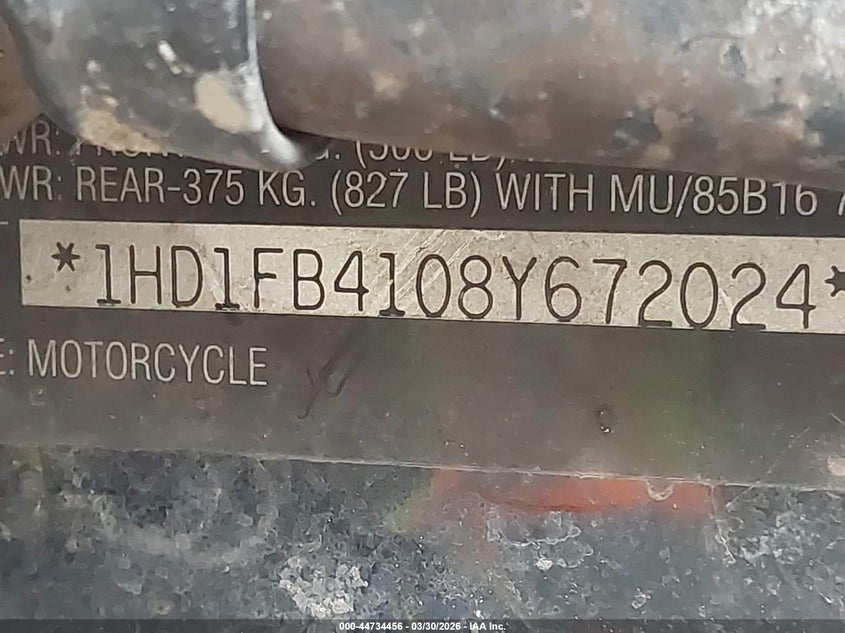 WR: REAR-375 KG. (827 LB) WITH MU/85B16
*1HD1FB4108Y672024*
E: MOTORCYCLE
000-44734456 - 03/30/2026 - IAA Inc.